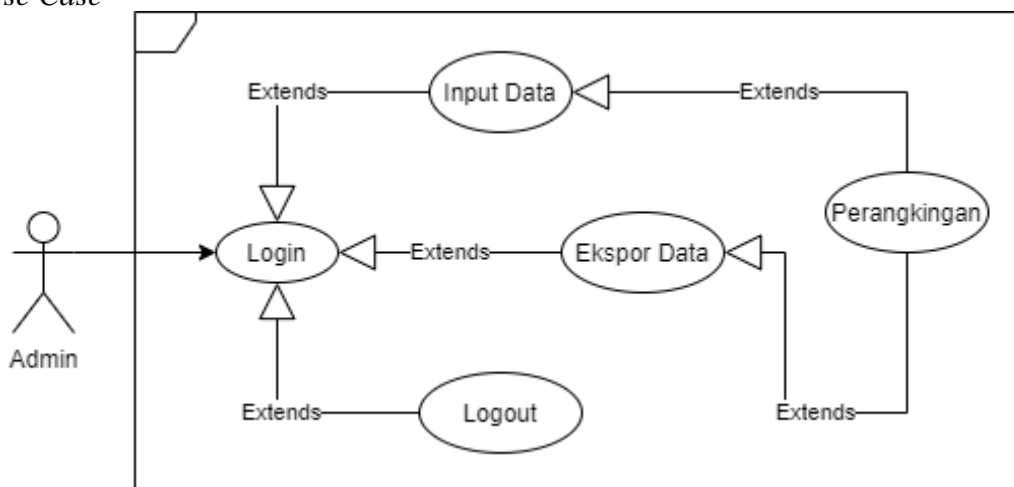 se Case
Extends
Input Data
Extends
Perangkingan
Login
Extends
Ekspor Data
Admin
Extends
Logout
Extends